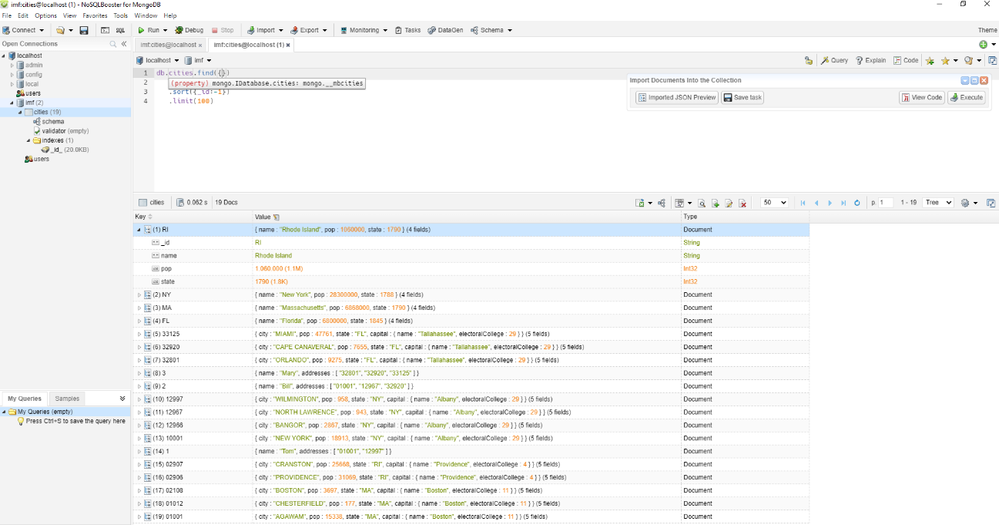 imf:cities@localhost (1) - NoSQLBooster for MongoDB
File Edit Options View Favorites Tools Window Help
Connect SQL Run Debug Stop Import Export Monitoring Tasks DataGen Schema Theme
Open Connections
localhost
admin
config
local
users
imf (2)
cities (19)
schema
validator (empty)
indexes (1)
_id_ (20.0KB)
users
My Queries Samples
My Queries (empty)
Press Ctrl+S to save the query here
imf:cities@localhost imf:cities@localhost (1)
localhost imf Query Explain Code
1 db.cities.find({})
2 (property) mongo.IDatabase.cities: mongo.__mbcities
3 .sort({_id:-1})
4 .limit(100)
Import Documents Into the Collection
Imported JSON Preview Save task View Code Execute
cities 0.062 s 19 Docs 50 p. 1 1 - 19 Tree
Key Value Type
(1) RI { name : "Rhode Island", pop : 1060000, state : 1790 } (4 fields) Document
_id RI String
name Rhode Island String
pop 1.060.000 (1.1M) Int32
state 1790 (1.8K) Int32
(2) NY { name : "New York", pop : 28300000, state : 1788 } (4 fields) Document
(3) MA { name : "Massachusetts", pop : 6868000, state : 1790 } (4 fields) Document
(4) FL { name : "Florida", pop : 6800000, state : 1845 } (4 fields) Document
(5) 33125 { city : "MIAMI", pop : 47761, state : "FL", capital : { name : "Tallahassee", electoralCollege : 29 } } (5 fields) Document
(6) 32920 { city : "CAPE CANAVERAL", pop : 7655, state : "FL", capital : { name : "Tallahassee", electoralCollege : 29 } } (5 fields) Document
(7) 32801 { city : "ORLANDO", pop : 9275, state : "FL", capital : { name : "Tallahassee", electoralCollege : 29 } } (5 fields) Document
(8) 3 { name : "Mary", addresses : [ "32801", "32920", "33125" ] } Document
(9) 2 { name : "Bill", addresses : [ "01001", "12967", "32920" ] } Document
(10) 12997 { city : "WILMINGTON", pop : 958, state : "NY", capital : { name : "Albany", electoralCollege : 29 } } (5 fields) Document
(11) 12967 { city : "NORTH LAWRENCE", pop : 943, state : "NY", capital : { name : "Albany", electoralCollege : 29 } } (5 fields) Document
(12) 12966 { city : "BANGOR", pop : 2867, state : "NY", capital : { name : "Albany", electoralCollege : 29 } } (5 fields) Document
(13) 10001 { city : "NEW YORK", pop : 18913, state : "NY", capital : { name : "Albany", electoralCollege : 29 } } (5 fields) Document
(14) 1 { name : "Tom", addresses : [ "01001", "12997" ] } Document
(15) 02907 { city : "CRANSTON", pop : 25668, state : "RI", capital : { name : "Providence", electoralCollege : 4 } } (5 fields) Document
(16) 02906 { city : "PROVIDENCE", pop : 31069, state : "RI", capital : { name : "Providence", electoralCollege : 4 } } (5 fields) Document
(17) 02108 { city : "BOSTON", pop : 3697, state : "MA", capital : { name : "Boston", electoralCollege : 11 } } (5 fields) Document
(18) 01012 { city : "CHESTERFIELD", pop : 177, state : "MA", capital : { name : "Boston", electoralCollege : 11 } } (5 fields) Document
(19) 01001 { city : "AGAWAM", pop : 15338, state : "MA", capital : { name : "Boston", electoralCollege : 11 } } (5 fields) Document